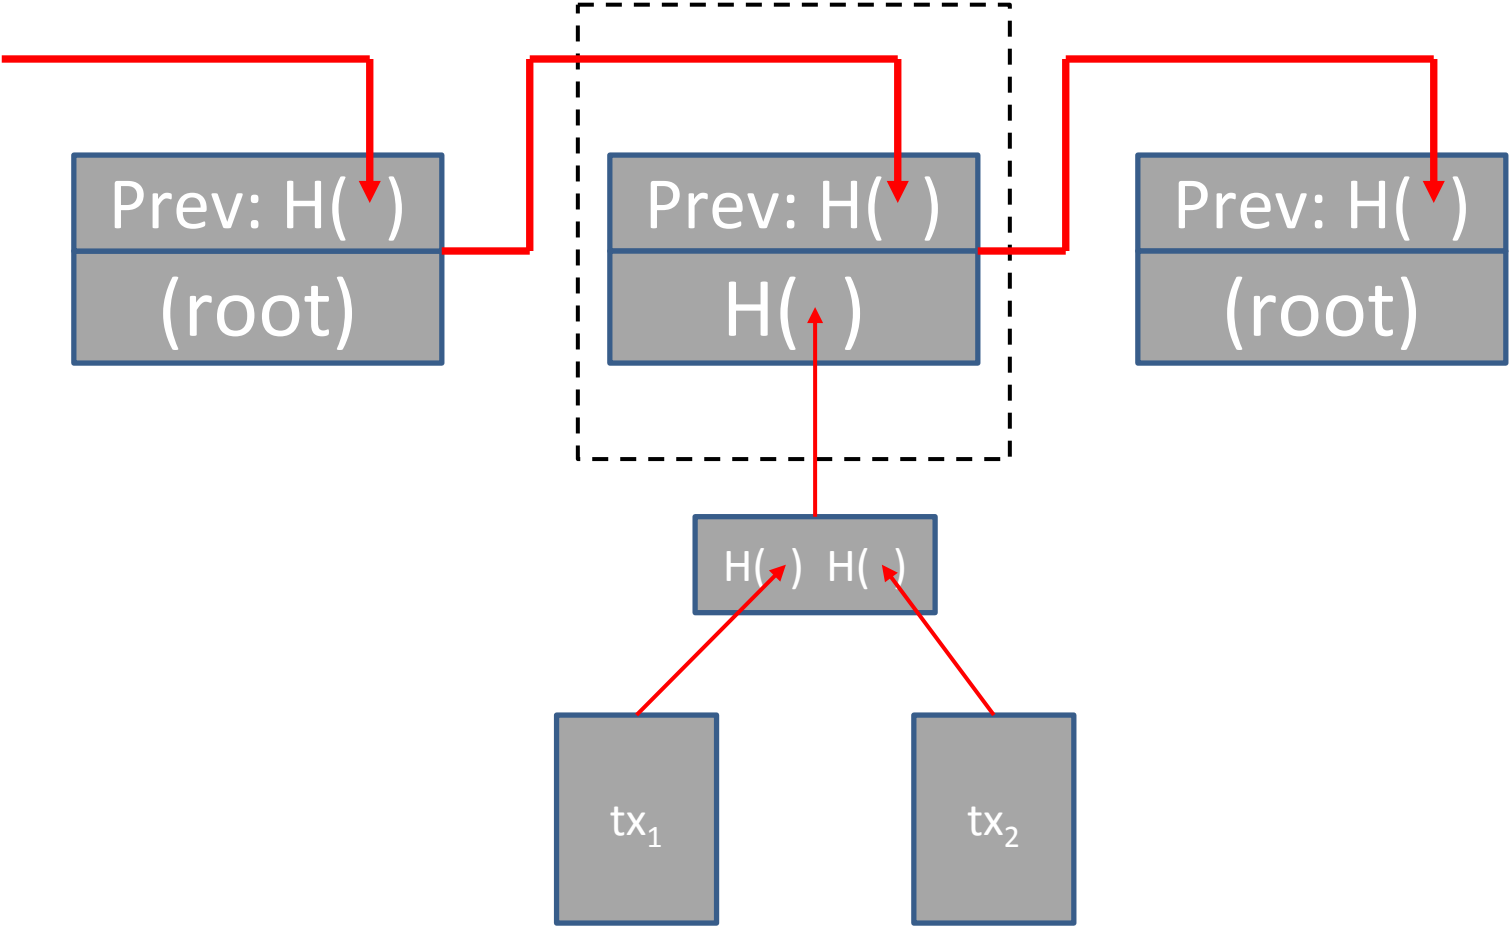 Prev: H( )
(root)
Prev: H( )
H( )
Prev: H( )
(root)
H( ) H( )
tx₁
tx₂